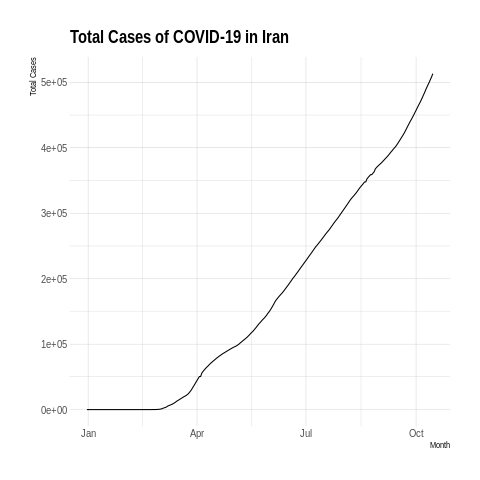 Total Cases of COVID-19 in Iran
Total Cases
5e+05
4e+05
3e+05
2e+05
1e+05
0e+00
Jan Apr Jul Oct
Month